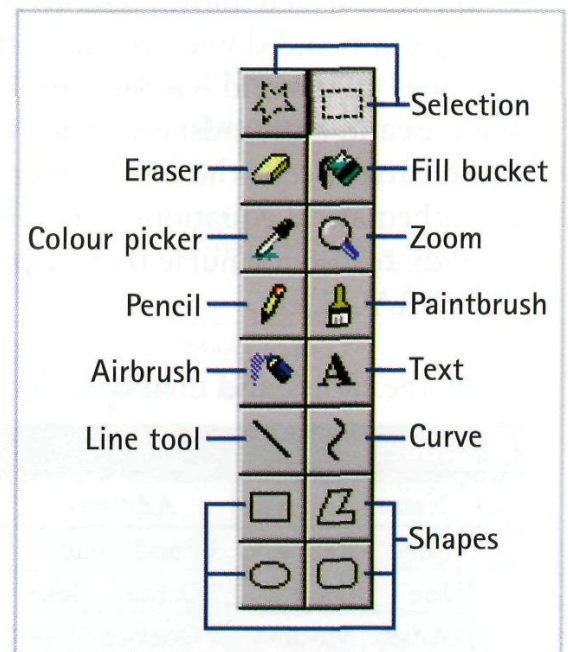 Selection
Eraser
Fill bucket
Colour picker
Zoom
Pencil
Paintbrush
Airbrush
A
Text
Line tool
Curve
Shapes